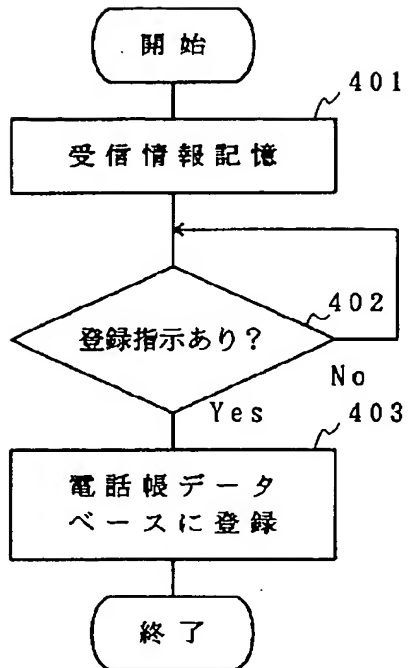 開始
401
受信情報記憶
402
登録指示あり？
No
Yes
403
電話帳データ
ベースに登録
終了